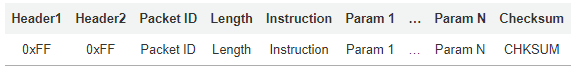 Header1 Header2 Packet ID Length Instruction Param 1 … Param N Checksum
0xFF 0xFF Packet ID Length Instruction Param 1 … Param N CHKSUM